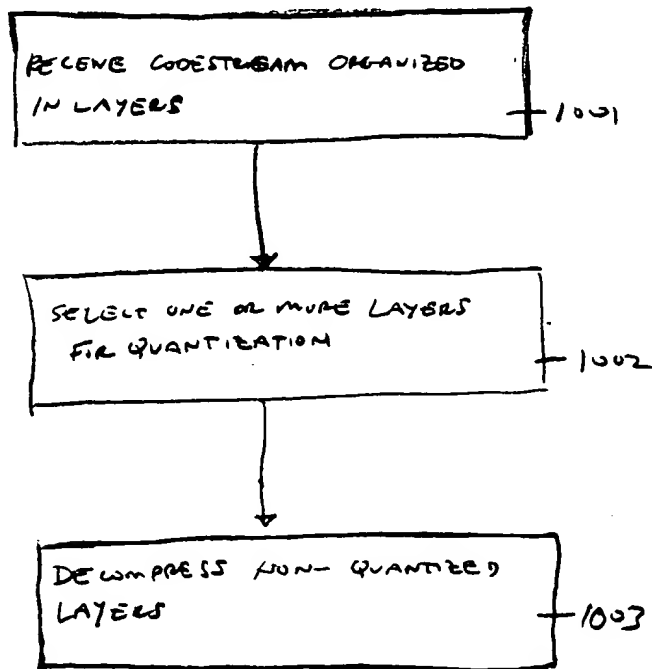 RECEIVE CODESTREAM ORGANIZED
IN LAYERS
1001
SELECT ONE OR MORE LAYERS
FOR QUANTIZATION
1002
DECOMPRESS NON-QUANTIZED
LAYERS
1003